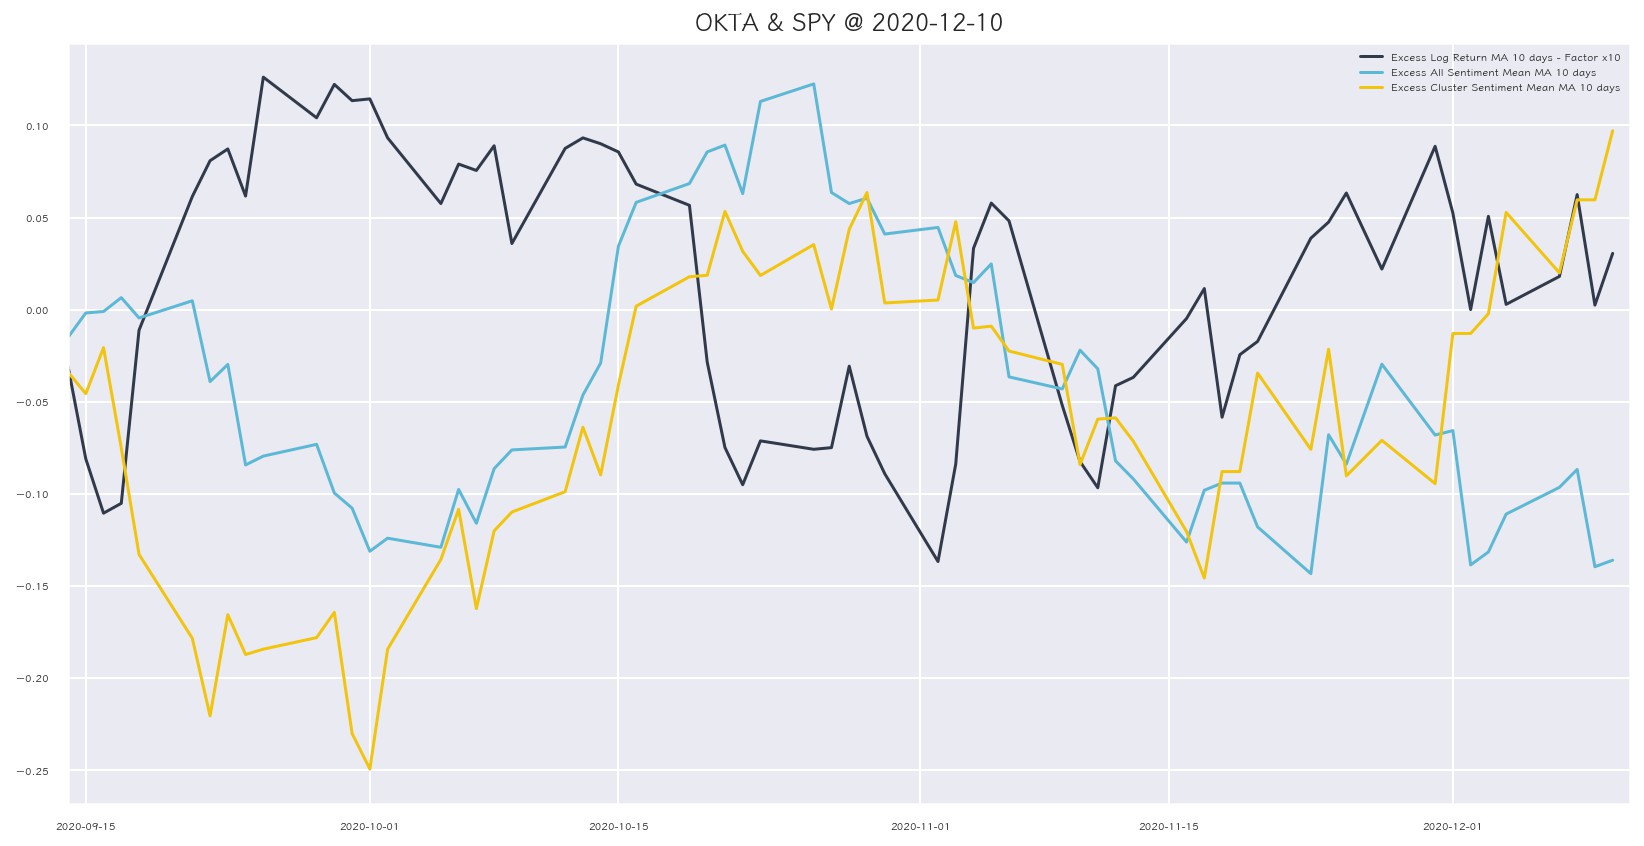 OKTA & SPY @ 2020-12-10
Excess Log Return MA 10 days - Factor x10
Excess All Sentiment Mean MA 10 days
Excess Cluster Sentiment Mean MA 10 days
0.10
0.05
0.00
−0.05
−0.10
−0.15
−0.20
−0.25
2020-09-15 2020-10-01 2020-10-15 2020-11-01 2020-11-15 2020-12-01